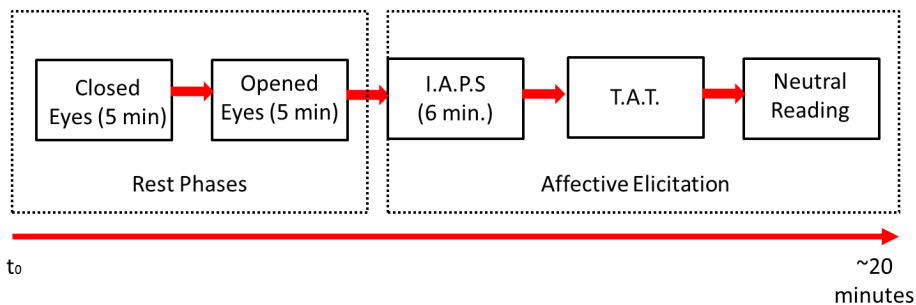 Closed
Eyes (5 min)
Opened
Eyes (5 min)
I.A.P.S
(6 min.)
T.A.T.
Neutral
Reading
Rest Phases
Affective Elicitation
t₀
~20
minutes